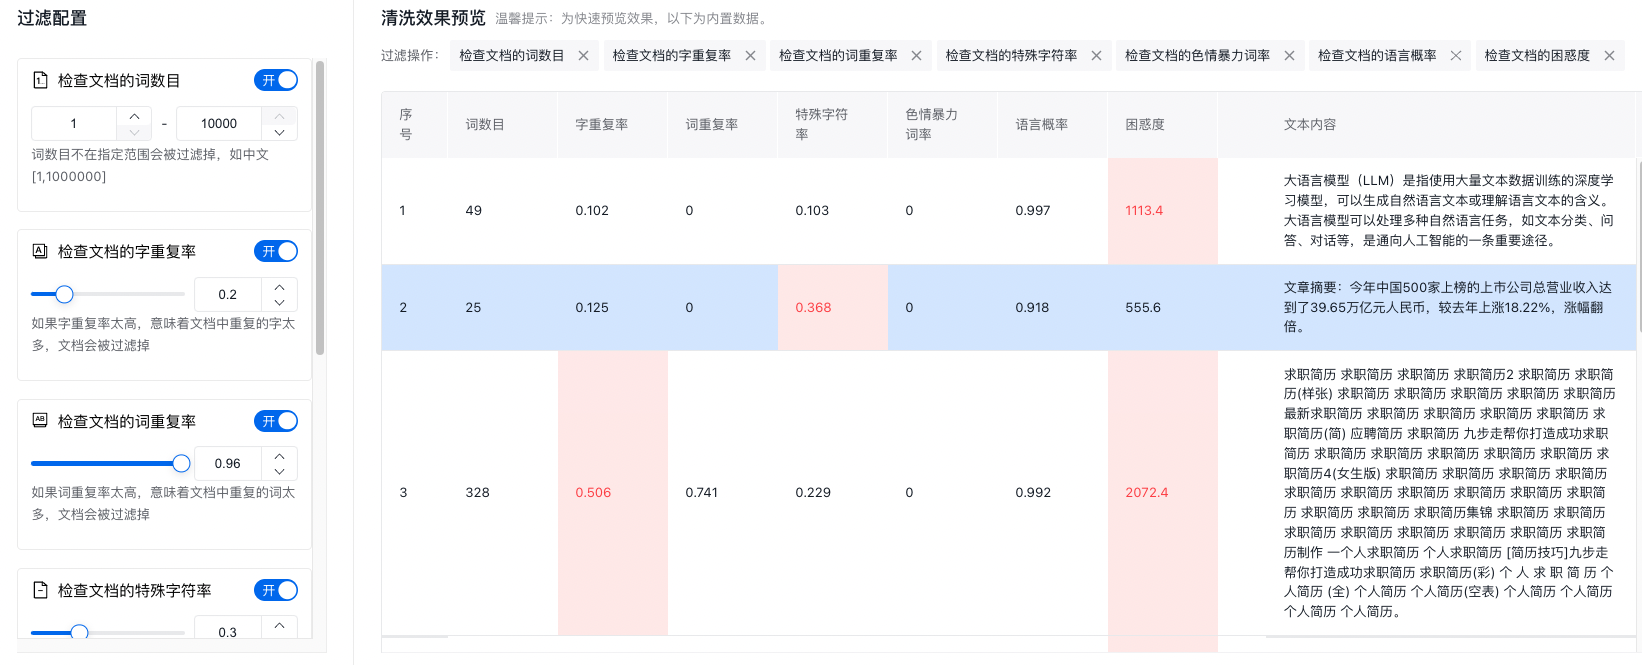 过滤配置
检查文档的词数目
开
1
-
10000
词数目不在指定范围会被过滤掉，如中文
[1,1000000]
检查文档的字重复率
开
0.2
如果字重复率太高，意味着文档中重复的字太
多，文档会被过滤掉
检查文档的词重复率
开
0.96
如果词重复率太高，意味着文档中重复的词太
多，文档会被过滤掉
检查文档的特殊字符率
开
0.3
清洗效果预览 温馨提示：为快速预览效果，以下为内置数据。
过滤操作： 检查文档的词数目 检查文档的字重复率 检查文档的词重复率 检查文档的特殊字符率 检查文档的色情暴力词率 检查文档的语言概率 检查文档的困惑度
序
号
词数目
字重复率
词重复率
特殊字符
率
色情暴力
词率
语言概率
困惑度
文本内容
1
49
0.102
0
0.103
0
0.997
1113.4
大语言模型（LLM）是指使用大量文本数据训练的深度学
习模型，可以生成自然语言文本或理解语言文本的含义。
大语言模型可以处理多种自然语言任务，如文本分类、问
答、对话等，是通向人工智能的一条重要途径。
2
25
0.125
0
0.368
0
0.918
555.6
文章摘要：今年中国500家上榜的上市公司总营业收入达
到了39.65万亿元人民币，较去年上涨18.22%，涨幅翻
倍。
3
328
0.506
0.741
0.229
0
0.992
2072.4
求职简历 求职简历 求职简历 求职简历2 求职简历 求职简
历(样张) 求职简历 求职简历 求职简历 求职简历 求职简历
最新求职简历 求职简历 求职简历 求职简历 求职简历 求
职简历(简) 应聘简历 求职简历 九步走帮你打造成功求职
简历 求职简历 求职简历 求职简历 求职简历 求职简历 求
职简历4(女生版) 求职简历 求职简历 求职简历 求职简历
求职简历 求职简历 求职简历 求职简历 求职简历 求职简
历 求职简历 求职简历 求职简历集锦 求职简历 求职简历
求职简历 求职简历 求职简历 求职简历 求职简历 求职简
历制作 一个人求职简历 个人求职简历 [简历技巧]九步走
帮你打造成功求职简历 求职简历(彩) 个 人 求 职 简 历 个
人简历 (全) 个人简历 个人简历(空表) 个人简历 个人简历
个人简历 个人简历。